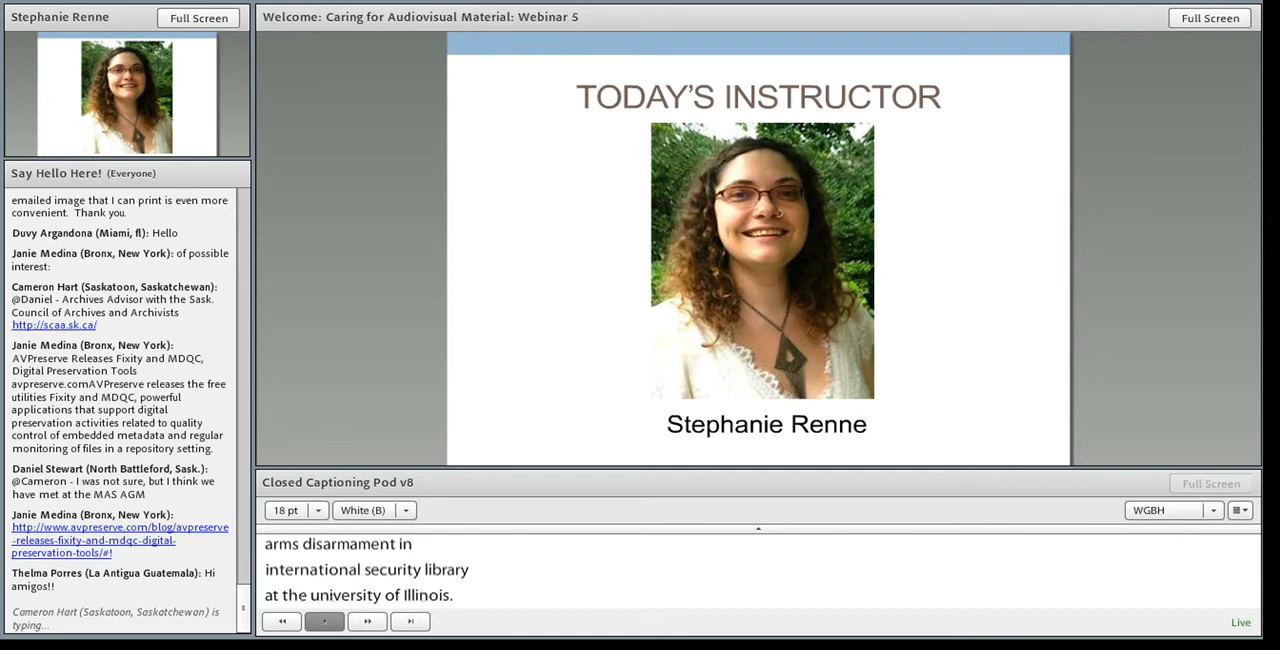 Stephanie Renne
Full Screen
Say Hello Here! (Everyone)
emailed image that I can print is even more
convenient. Thank you.
Duvy Argandona (Miami, fl): Hello
Janie Medina (Bronx, New York): of possible
interest:
Cameron Hart (Saskatoon, Saskatchewan):
@Daniel - Archives Advisor with the Sask.
Council of Archives and Archivists
http://scaa.sk.ca/
Janie Medina (Bronx, New York):
AVPreserve Releases Fixity and MDQC,
Digital Preservation Tools
avpreserve.comAVPreserve releases the free
utilities Fixity and MDQC, powerful
applications that support digital
preservation activities related to quality
control of embedded metadata and regular
monitoring of files in a repository setting.
Daniel Stewart (North Battleford, Sask.):
@Cameron - I was not sure, but I think we
have met at the MAS AGM
Janie Medina (Bronx, New York):
http://www.avpreserve.com/blog/avpreserve
-releases-fixity-and-mdqc-digital-
preservation-tools/#!
Thelma Porres (La Antigua Guatemala): Hi
amigos!!
Cameron Hart (Saskatoon, Saskatchewan) is
typing...
Welcome: Caring for Audiovisual Material: Webinar 5
Full Screen
TODAY'S INSTRUCTOR
Stephanie Renne
Closed Captioning Pod v8
Full Screen
18 pt
White (B)
WGBH
arms disarmament in
international security library
at the university of Illinois.
Live